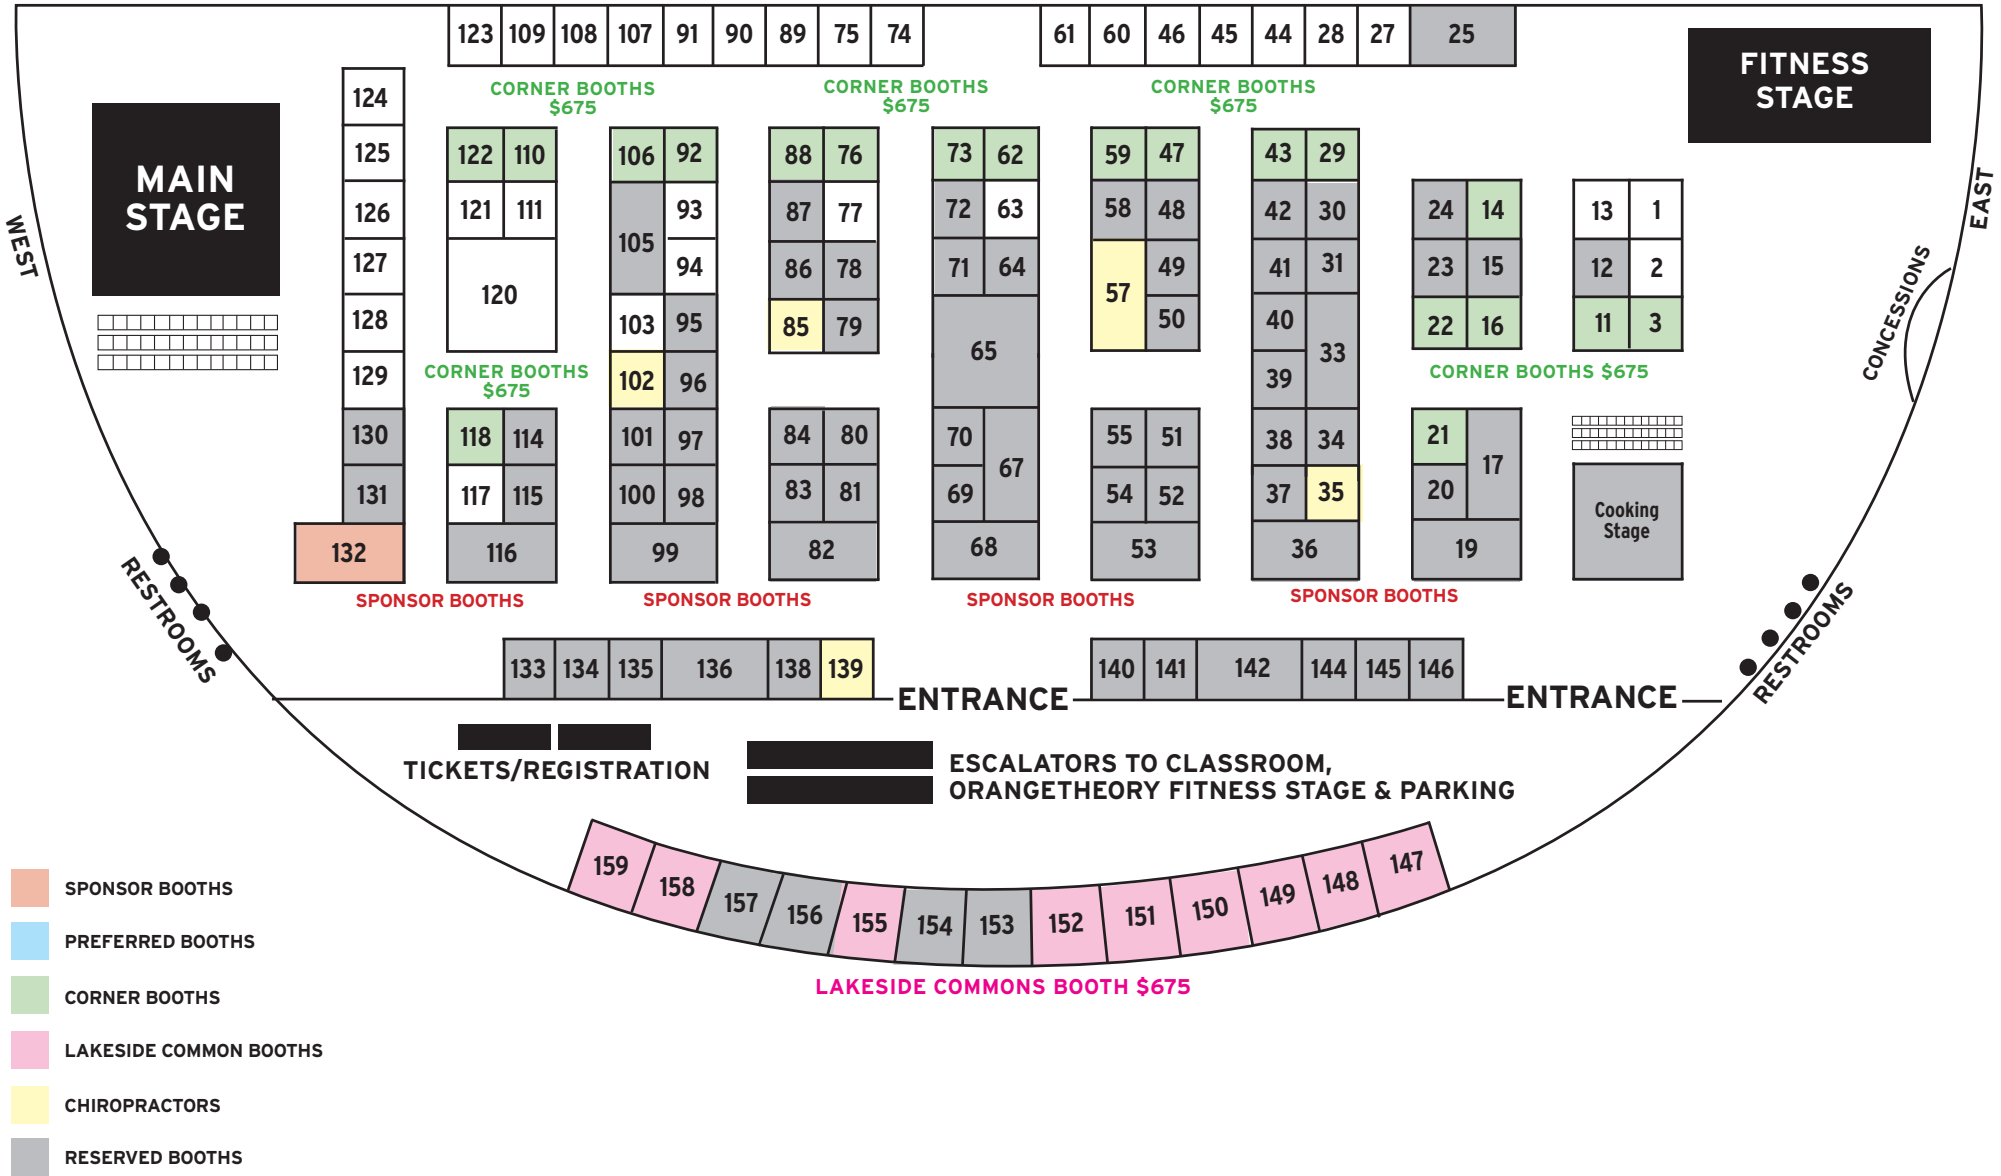 123 109 108 107 91 90 89 75 74 61 60 46 45 44 28 27 25
FITNESS
STAGE
CORNER BOOTHS
$675
CORNER BOOTHS
$675
CORNER BOOTHS
$675
MAIN
STAGE
WEST
EAST
CONCESSIONS
124
125 122 110 106 92 88 76 73 62 59 47 43 29
126 121 111 105 93 87 77 72 63 58 48 42 30 24 14 13 1
127 120 94 86 78 71 64 57 49 41 31 23 15 12 2
128 103 95 85 79 65 50 40 33 22 16 11 3
CORNER BOOTHS
$675
CORNER BOOTHS $675
129 102 96 39
130 118 114 101 97 84 80 70 67 55 51 38 34 21 17
131 117 115 100 98 83 81 69 54 52 37 35 20
Cooking
Stage
132 116 99 82 68 53 36 19
SPONSOR BOOTHS
SPONSOR BOOTHS
SPONSOR BOOTHS
SPONSOR BOOTHS
RESTROOMS
RESTROOMS
133 134 135 136 138 139 140 141 142 144 145 146
ENTRANCE
ENTRANCE
TICKETS/REGISTRATION
ESCALATORS TO CLASSROOM,
ORANGETHEORY FITNESS STAGE & PARKING
159 158 157 156 155 154 153 152 151 150 149 148 147
LAKESIDE COMMONS BOOTH $675
SPONSOR BOOTHS
PREFERRED BOOTHS
CORNER BOOTHS
LAKESIDE COMMON BOOTHS
CHIROPRACTORS
RESERVED BOOTHS